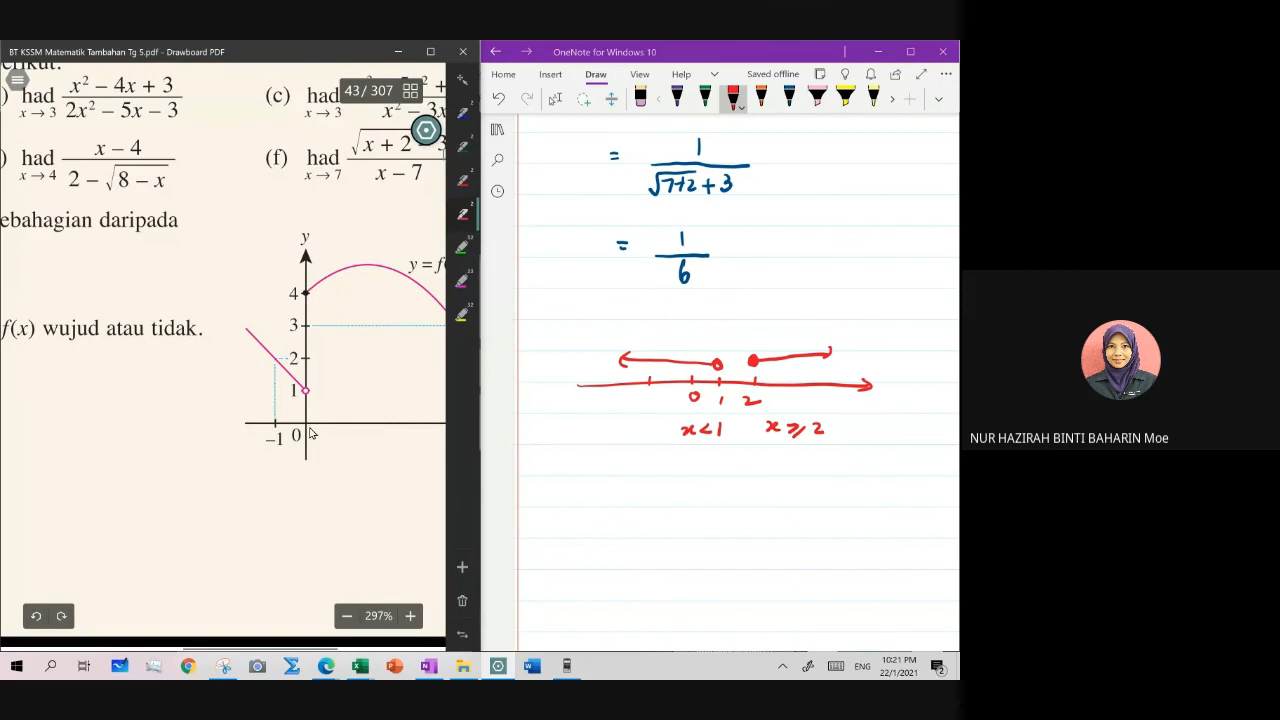 BT KSSM Matematik Tambahan Tg 5.pdf - Drawboard PDF
43 / 307
had x→3 x² − 4x + 3 / 2x² − 5x − 3
(c) had x→3
x² − 3x
) had x→4 x − 4 / 2 − √8 − x
(f) had x→7 √x + 2 − 3 / x − 7
ebahagian daripada
y
y = f(
4
3
f(x) wujud atau tidak.
2
1
−1 0
297%
OneNote for Windows 10
Home Insert Draw View Help Saved offline
= 1 / √7+2 + 3
= 1 / 6
0 1 2
x < 1 x ⩾ 2
NUR HAZIRAH BINTI BAHARIN Moe
ENG
10:21 PM
22/1/2021